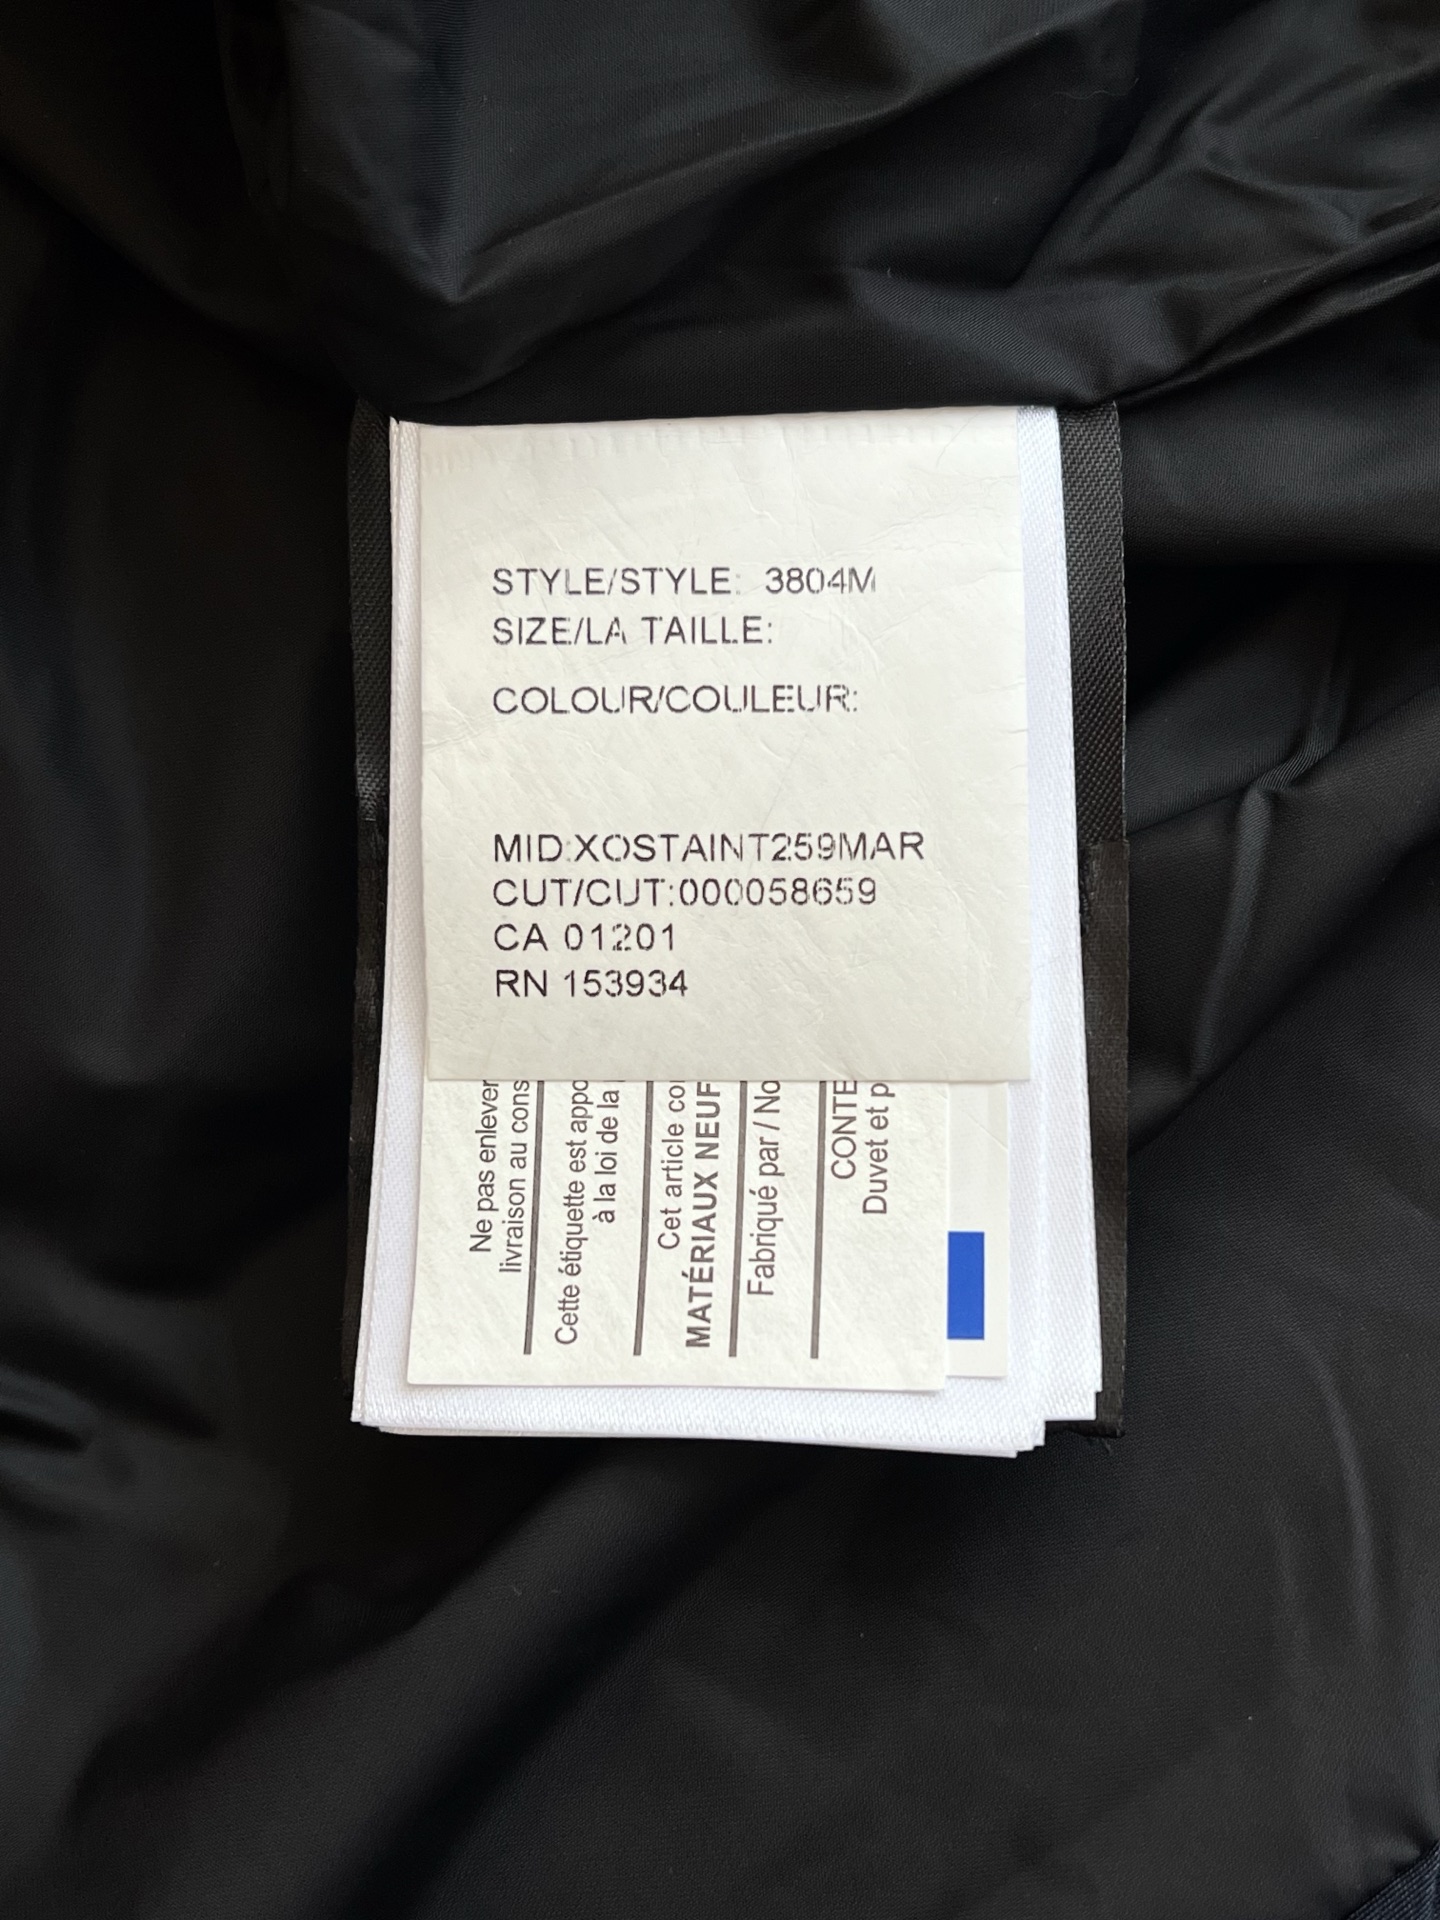 STYLE/STYLE: 3804M
SIZE/LA TAILLE:
COLOUR/COULEUR:
MID:XOSTAINT259MAR
CUT/CUT:000058659
CA 01201
RN 153934
Ne pas enlever
livraison au cons
Cette étiquette est appo
à la loi de la
Cet article co
MATÉRIAUX NEUF
Fabriqué par / No
CONTE
Duvet et p